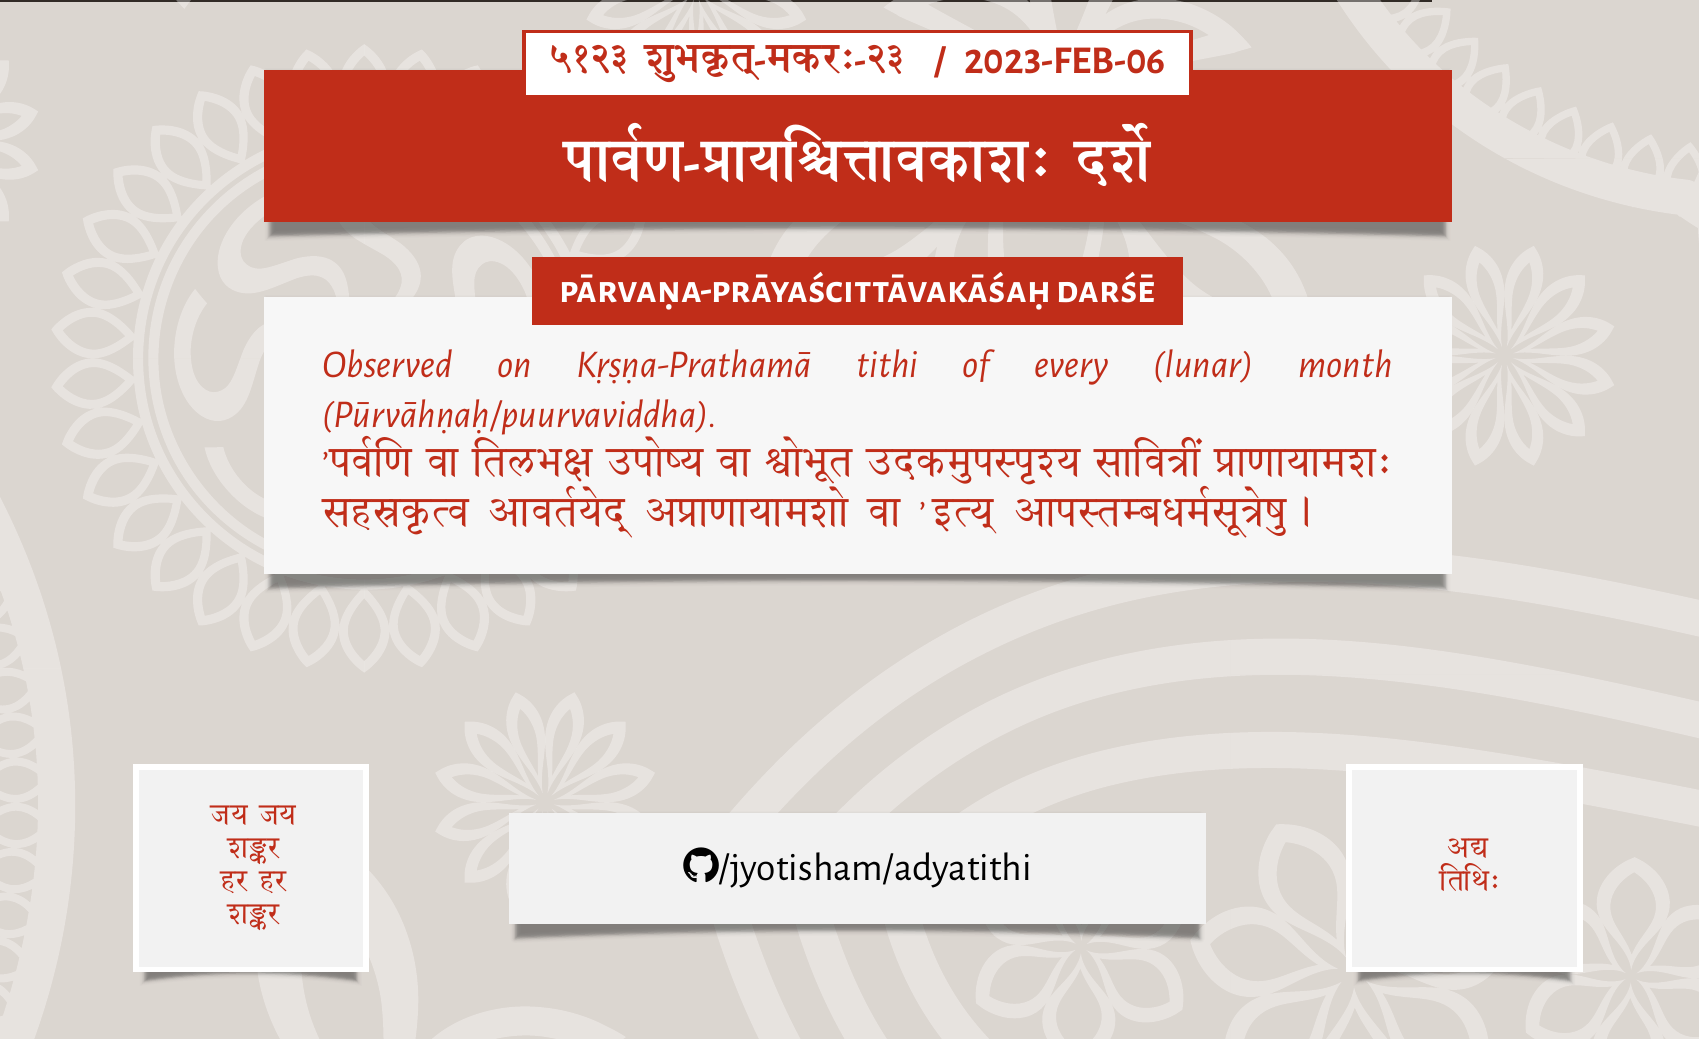 ५१२३ शुभकृत्-मकरः-२३ / 2023-FEB-06
पार्वण-प्रायश्चित्तावकाशः दर्शे
PĀRVAṆA-PRĀYAŚCITTĀVAKĀŚAḤ DARŚĒ
Observed on Kṛṣṇa-Prathamā tithi of every (lunar) month
(Pūrvāhṇaḥ/puurvaviddha).
’पर्वणि वा तिलभक्ष उपोष्य वा श्वोभूत उदकमुपस्पृश्य सावित्रीं प्राणायामशः
सहस्रकृत्व आवर्तयेद् अप्राणायामशो वा ’इत्य् आपस्तम्बधर्मसूत्रेषु।
जय जय
शङ्कर
हर हर
शङ्कर
/jyotisham/adyatithi
अद्य
तिथिः